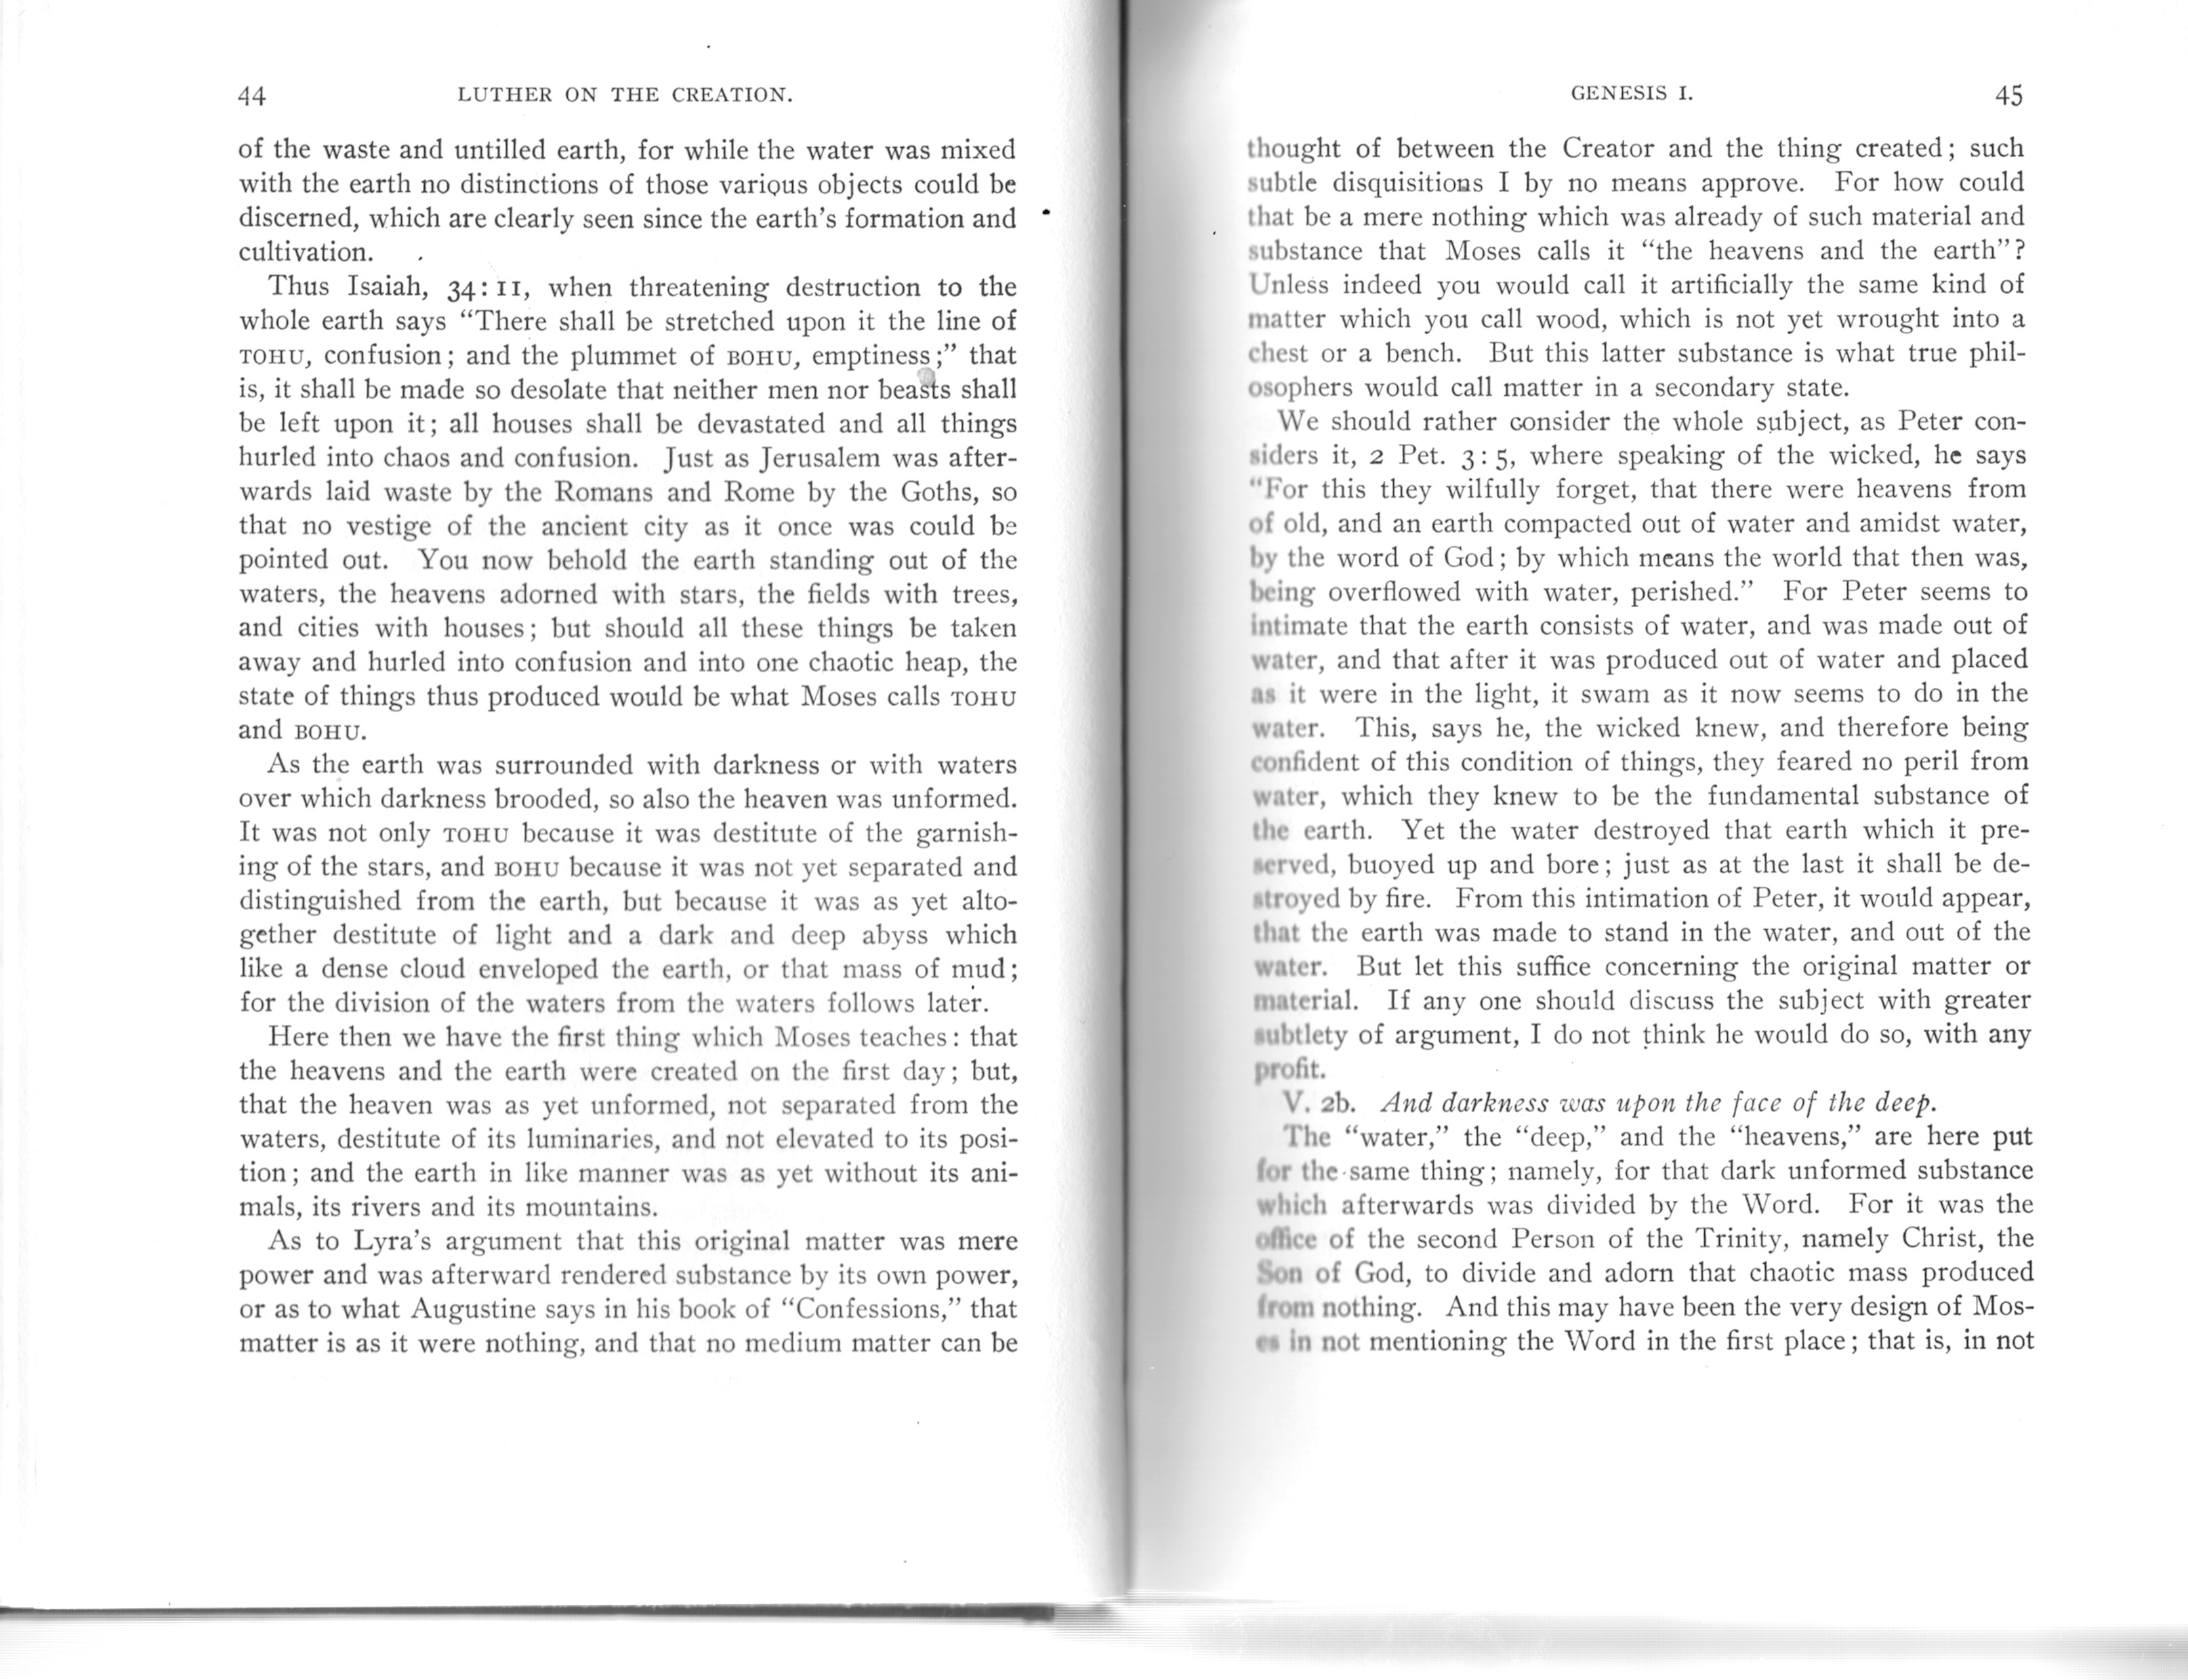 44 LUTHER ON THE CREATION.
of the waste and untilled earth, for while the water was mixed
with the earth no distinctions of those various objects could be
discerned, which are clearly seen since the earth's formation and
cultivation.
Thus Isaiah, 34:11, when threatening destruction to the
whole earth says “There shall be stretched upon it the line of
TOHU, confusion; and the plummet of BOHU, emptiness;” that
is, it shall be made so desolate that neither men nor beasts shall
be left upon it; all houses shall be devastated and all things
hurled into chaos and confusion. Just as Jerusalem was after-
wards laid waste by the Romans and Rome by the Goths, so
that no vestige of the ancient city as it once was could be
pointed out. You now behold the earth standing out of the
waters, the heavens adorned with stars, the fields with trees,
and cities with houses; but should all these things be taken
away and hurled into confusion and into one chaotic heap, the
state of things thus produced would be what Moses calls TOHU
and BOHU.
As the earth was surrounded with darkness or with waters
over which darkness brooded, so also the heaven was unformed.
It was not only TOHU because it was destitute of the garnish-
ing of the stars, and BOHU because it was not yet separated and
distinguished from the earth, but because it was as yet alto-
gether destitute of light and a dark and deep abyss which
like a dense cloud enveloped the earth, or that mass of mud;
for the division of the waters from the waters follows later.
Here then we have the first thing which Moses teaches: that
the heavens and the earth were created on the first day; but,
that the heaven was as yet unformed, not separated from the
waters, destitute of its luminaries, and not elevated to its posi-
tion; and the earth in like manner was as yet without its ani-
mals, its rivers and its mountains.
As to Lyra's argument that this original matter was mere
power and was afterward rendered substance by its own power,
or as to what Augustine says in his book of “Confessions,” that
matter is as it were nothing, and that no medium matter can be
GENESIS I. 45
thought of between the Creator and the thing created; such
subtle disquisitions I by no means approve. For how could
that be a mere nothing which was already of such material and
substance that Moses calls it “the heavens and the earth”?
Unless indeed you would call it artificially the same kind of
matter which you call wood, which is not yet wrought into a
chest or a bench. But this latter substance is what true phil-
osophers would call matter in a secondary state.
We should rather consider the whole subject, as Peter con-
siders it, 2 Pet. 3:5, where speaking of the wicked, he says
“For this they wilfully forget, that there were heavens from
of old, and an earth compacted out of water and amidst water,
by the word of God; by which means the world that then was,
being overflowed with water, perished.” For Peter seems to
intimate that the earth consists of water, and was made out of
water, and that after it was produced out of water and placed
as it were in the light, it swam as it now seems to do in the
water. This, says he, the wicked knew, and therefore being
confident of this condition of things, they feared no peril from
water, which they knew to be the fundamental substance of
the earth. Yet the water destroyed that earth which it pre-
served, buoyed up and bore; just as at the last it shall be de-
stroyed by fire. From this intimation of Peter, it would appear,
that the earth was made to stand in the water, and out of the
water. But let this suffice concerning the original matter or
material. If any one should discuss the subject with greater
subtlety of argument, I do not think he would do so, with any
profit.
V. 2b. And darkness was upon the face of the deep.
The “water,” the “deep,” and the “heavens,” are here put
for the same thing; namely, for that dark unformed substance
which afterwards was divided by the Word. For it was the
office of the second Person of the Trinity, namely Christ, the
Son of God, to divide and adorn that chaotic mass produced
from nothing. And this may have been the very design of Mos-
es in not mentioning the Word in the first place; that is, in not